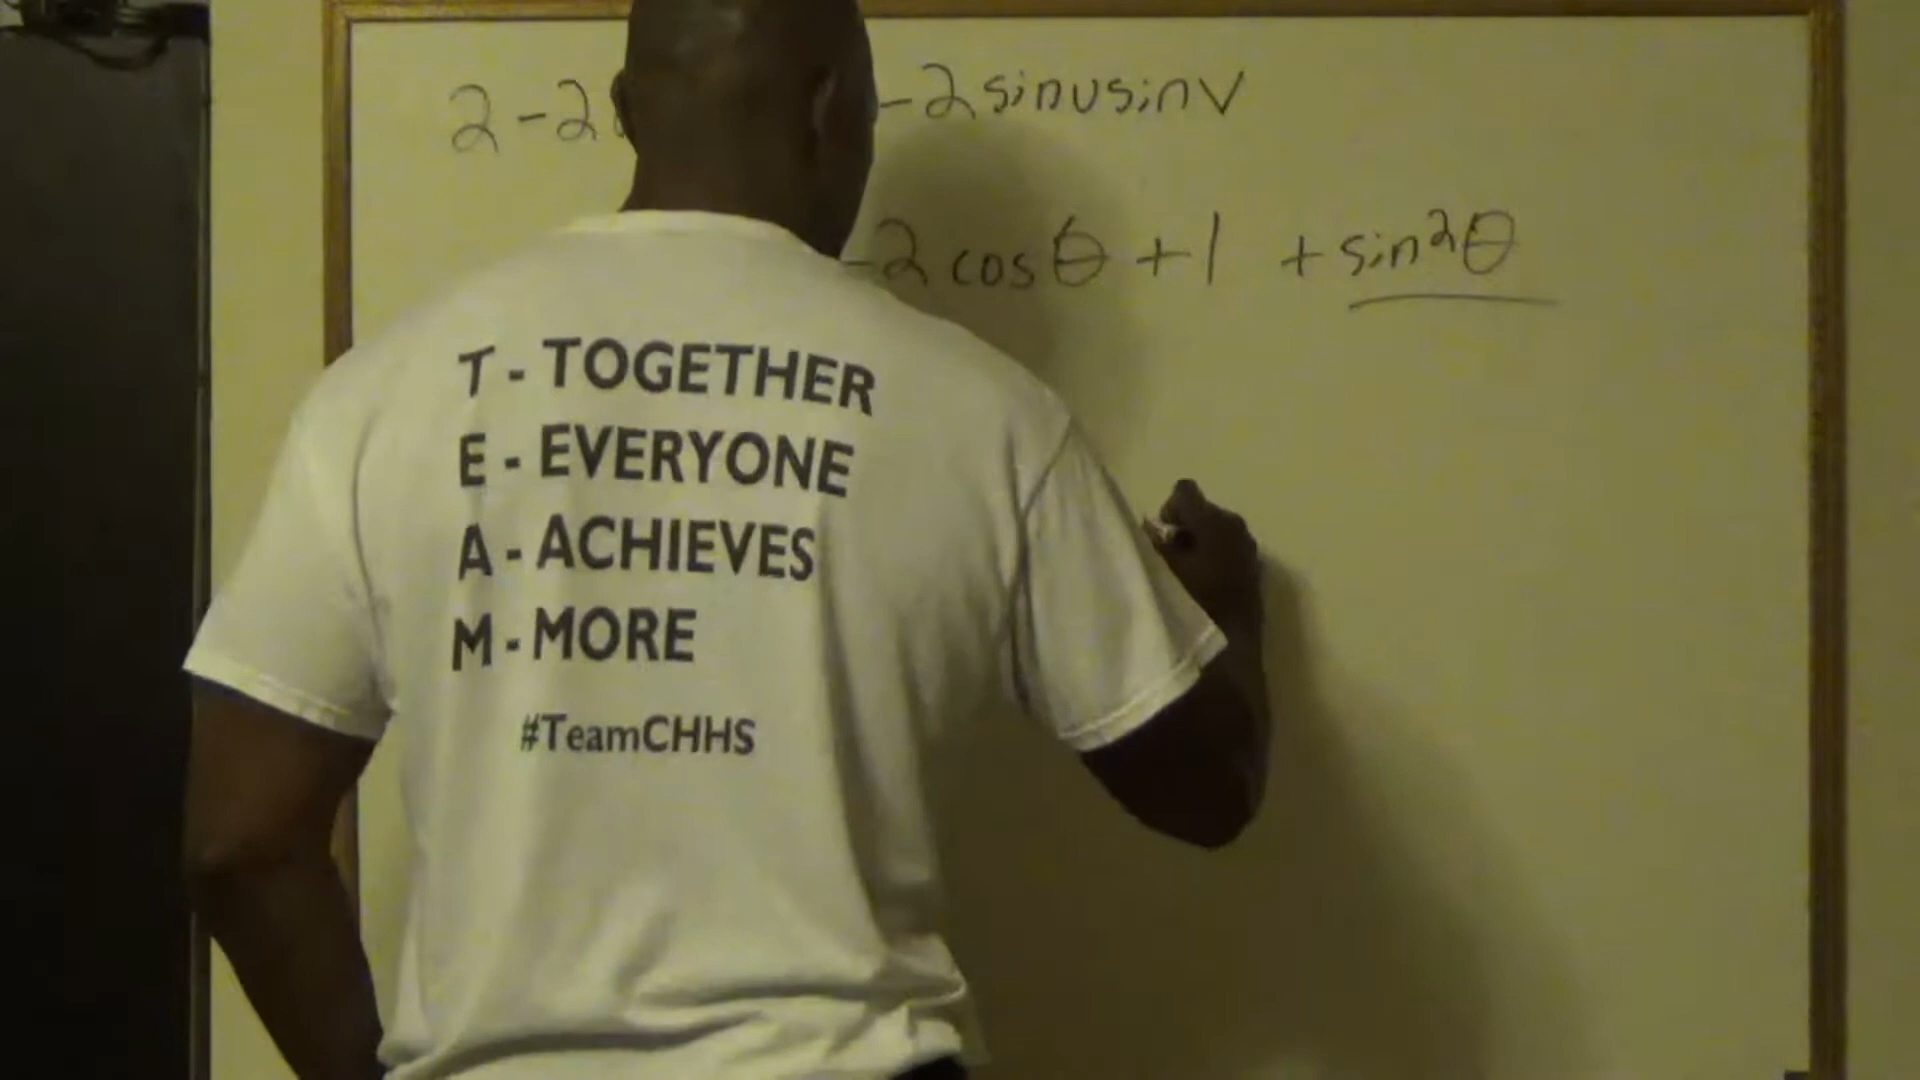 2-2
-2sinusinv
-2cosθ+1 +sin²θ
T - TOGETHER
E - EVERYONE
A - ACHIEVES
M - MORE
#TeamCHHS